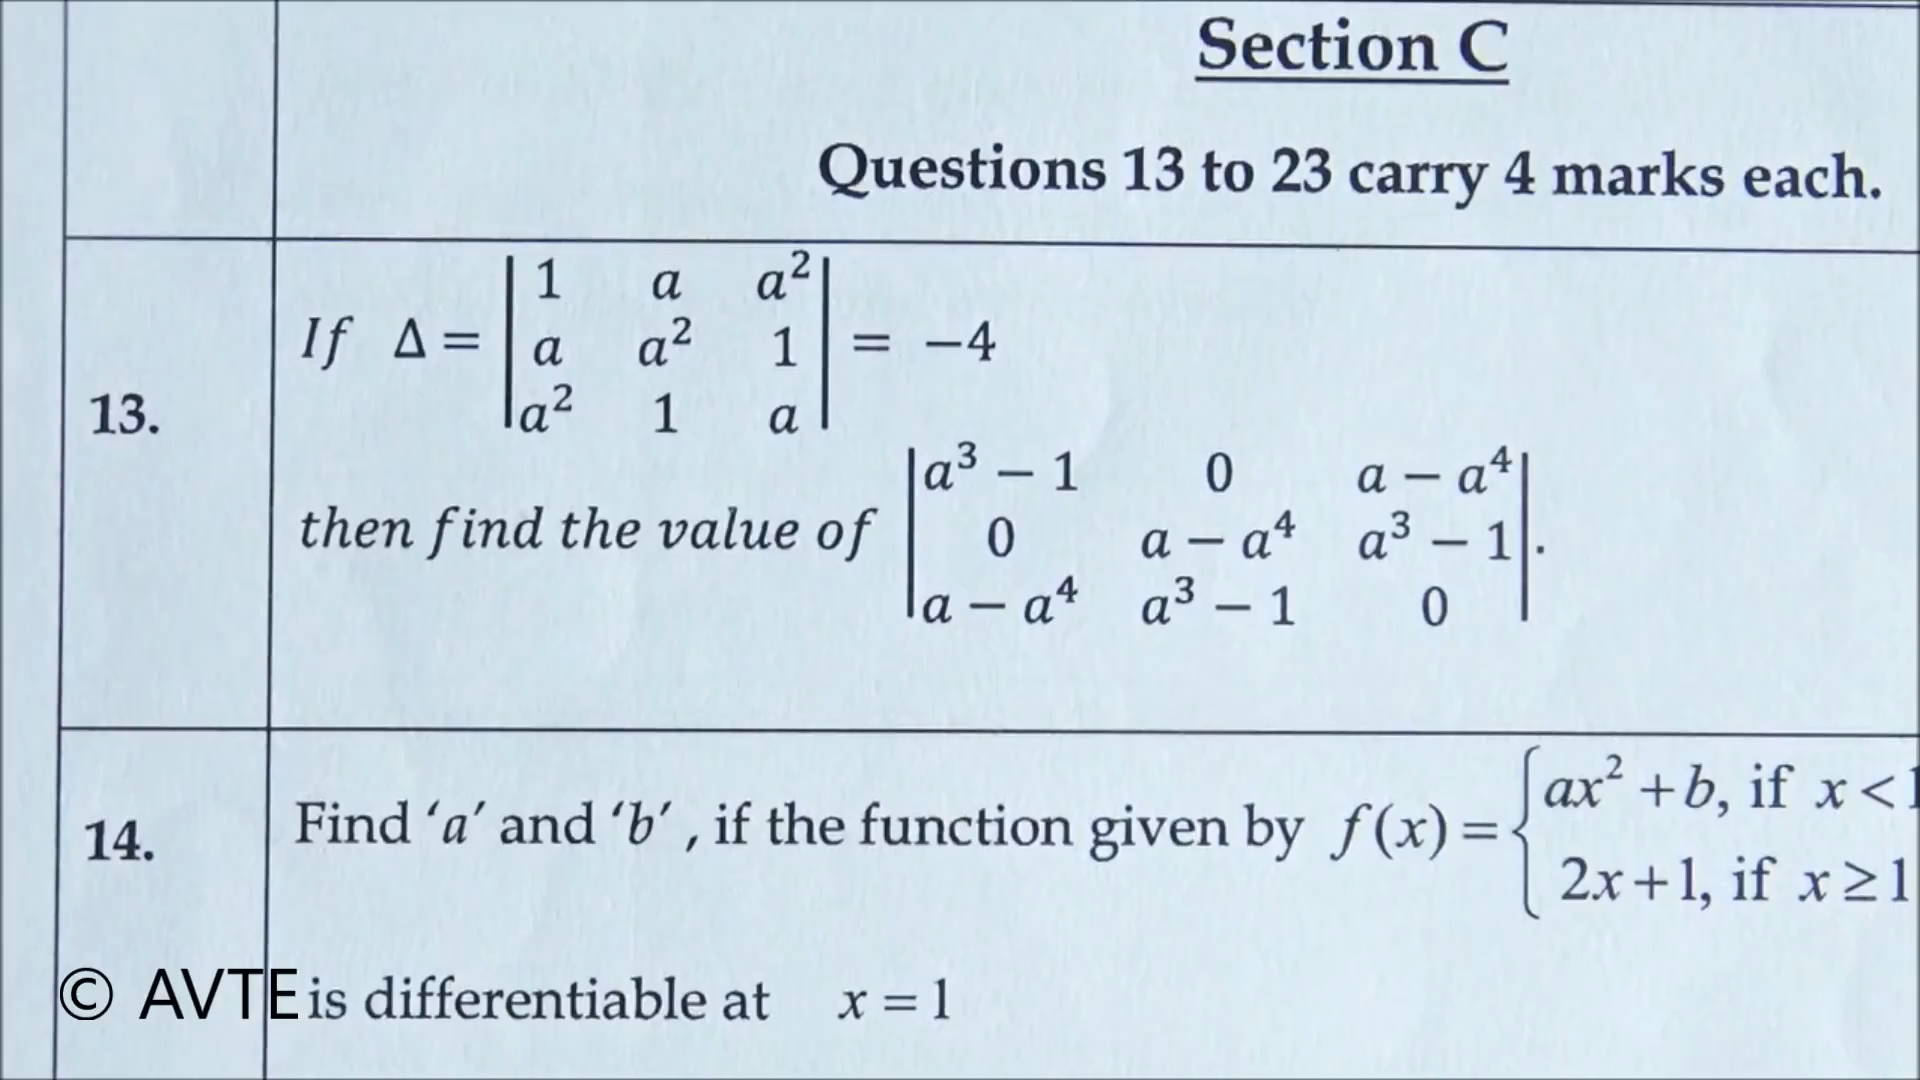 Section C
Questions 13 to 23 carry 4 marks each.
13.
If Δ = | 1 a a² |
| a a² 1 | = −4
| a² 1 a |
then find the value of | a³ − 1 0 a − a⁴ |
| 0 a − a⁴ a³ − 1 | .
| a − a⁴ a³ − 1 0 |
14.
Find ‘a’ and ‘b’ , if the function given by f(x) = { ax² + b, if x < 1
2x + 1, if x ≥ 1
is differentiable at x = 1
© AVTE